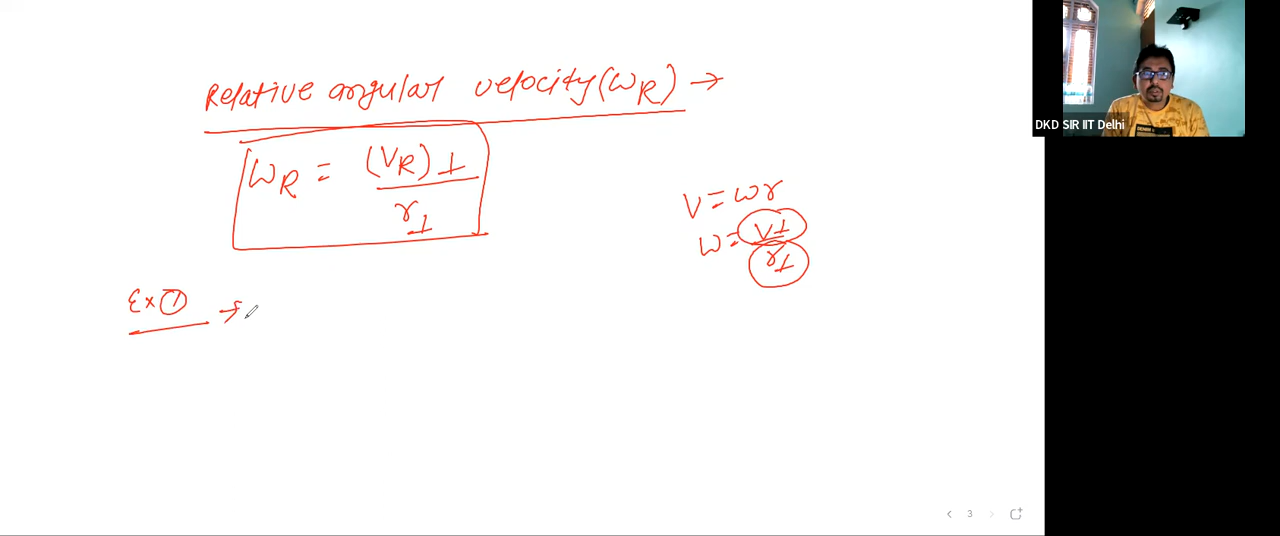 Relative angular velocity (ωR) →
ωR = (VR)⊥ / r⊥
V = ωr
ω = V⊥ / r⊥
Ex ① →
DKD SIR IIT Delhi
3